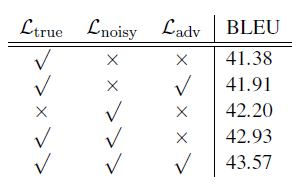 ℒtrue ℒnoisy ℒadv BLEU
√ × × 41.38
√ × √ 41.91
× √ × 42.20
√ √ × 42.93
√ √ √ 43.57